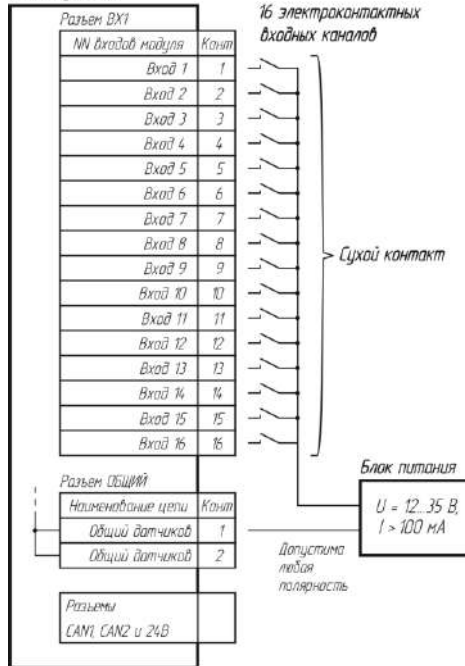 Разъем ВХ1
16 электроконтактных
входных каналов
NN входов модуля Конт
Вход 1 1
Вход 2 2
Вход 3 3
Вход 4 4
Вход 5 5
Вход 6 6
Вход 7 7
Вход 8 8
Вход 9 9
Вход 10 10
Вход 11 11
Вход 12 12
Вход 13 13
Вход 14 14
Вход 15 15
Вход 16 16
Сухой контакт
Разъем ОБЩИЙ
Наименование цепи Конт
Общий датчиков 1
Общий датчиков 2
Блок питания
U = 12...35 В,
I > 100 мА
Допустима
любая
полярность
Разъемы
CAN1, CAN2 и 24В